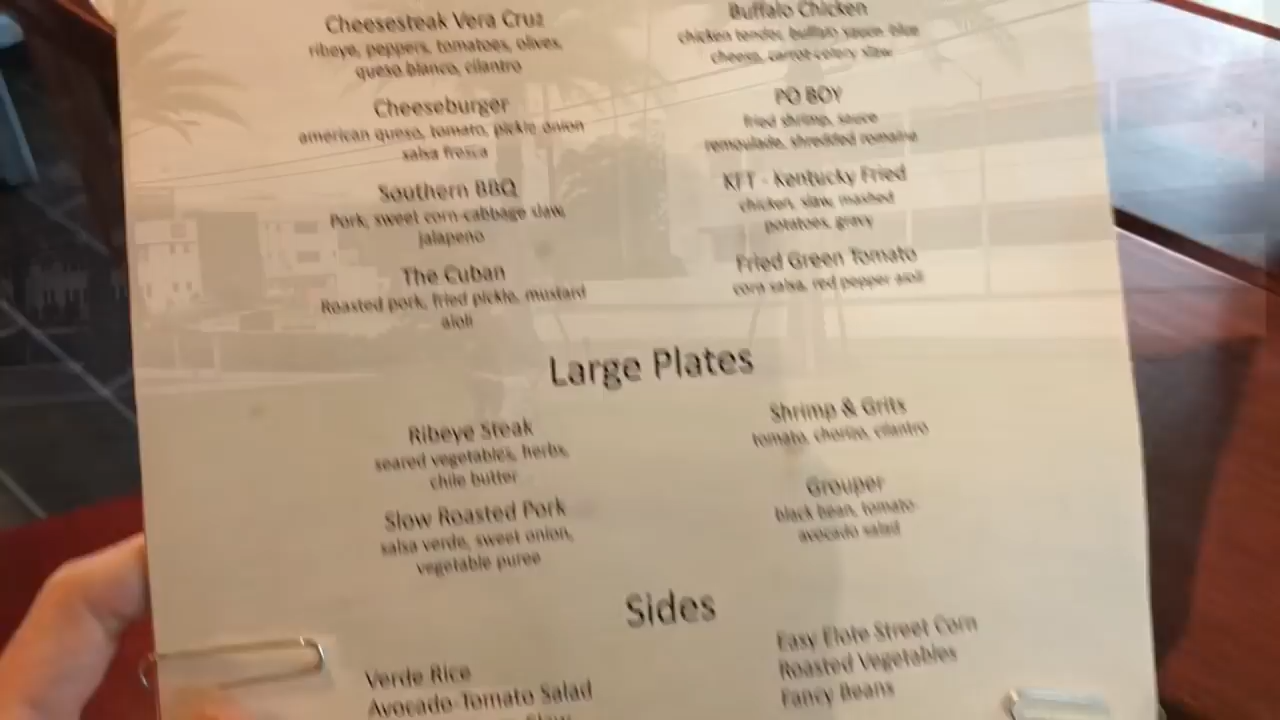 Cheesesteak Vera Cruz
ribeye, peppers, tomatoes, olives,
queso blanco, cilantro
Cheeseburger
american queso, tomato, pickle onion
salsa fresca
Southern BBQ
Pork, sweet corn-cabbage slaw,
jalapeno
The Cuban
Roasted pork, fried pickle, mustard
aioli
Buffalo Chicken
chicken tender, buffalo sauce, blue
cheese, carrot-celery slaw
PO BOY
fried shrimp, sauce
remoulade, shredded romaine
KFT - Kentucky Fried
chicken, slaw, mashed
potatoes, gravy
Fried Green Tomato
corn salsa, red pepper aioli
Large Plates
Ribeye Steak
seared vegetables, herbs,
chile butter
Slow Roasted Pork
salsa verde, sweet onion,
vegetable puree
Shrimp & Grits
tomato, chorizo, cilantro
Grouper
black bean, tomato-
avocado salad
Sides
Verde Rice
Avocado-Tomato Salad
Slaw
Easy Elote Street Corn
Roasted Vegetables
Fancy Beans